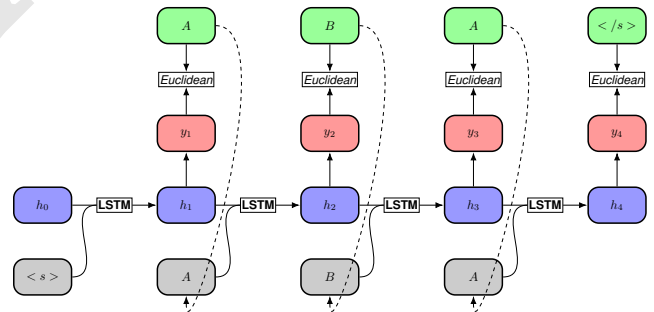 A B A </s>
Euclidean Euclidean Euclidean Euclidean
y1 y2 y3 y4
h0 LSTM h1 LSTM h2 LSTM h3 LSTM h4
<s> A B A